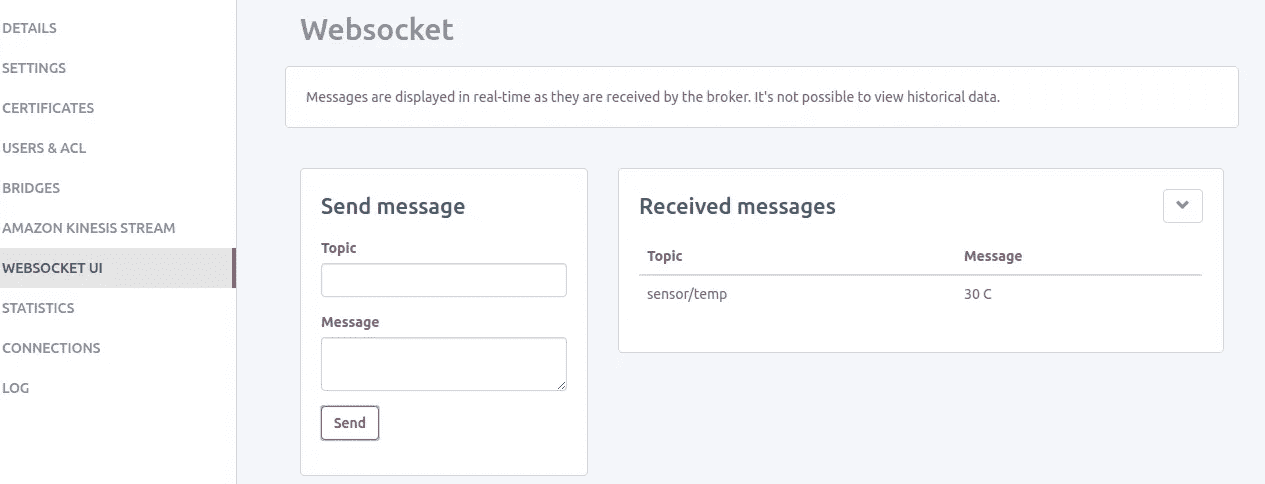 DETAILS
SETTINGS
CERTIFICATES
USERS & ACL
BRIDGES
AMAZON KINESIS STREAM
WEBSOCKET UI
STATISTICS
CONNECTIONS
LOG
Websocket
Messages are displayed in real-time as they are received by the broker. It's not possible to view historical data.
Send message
Topic
Message
Send
Received messages
Topic Message
sensor/temp 30 C